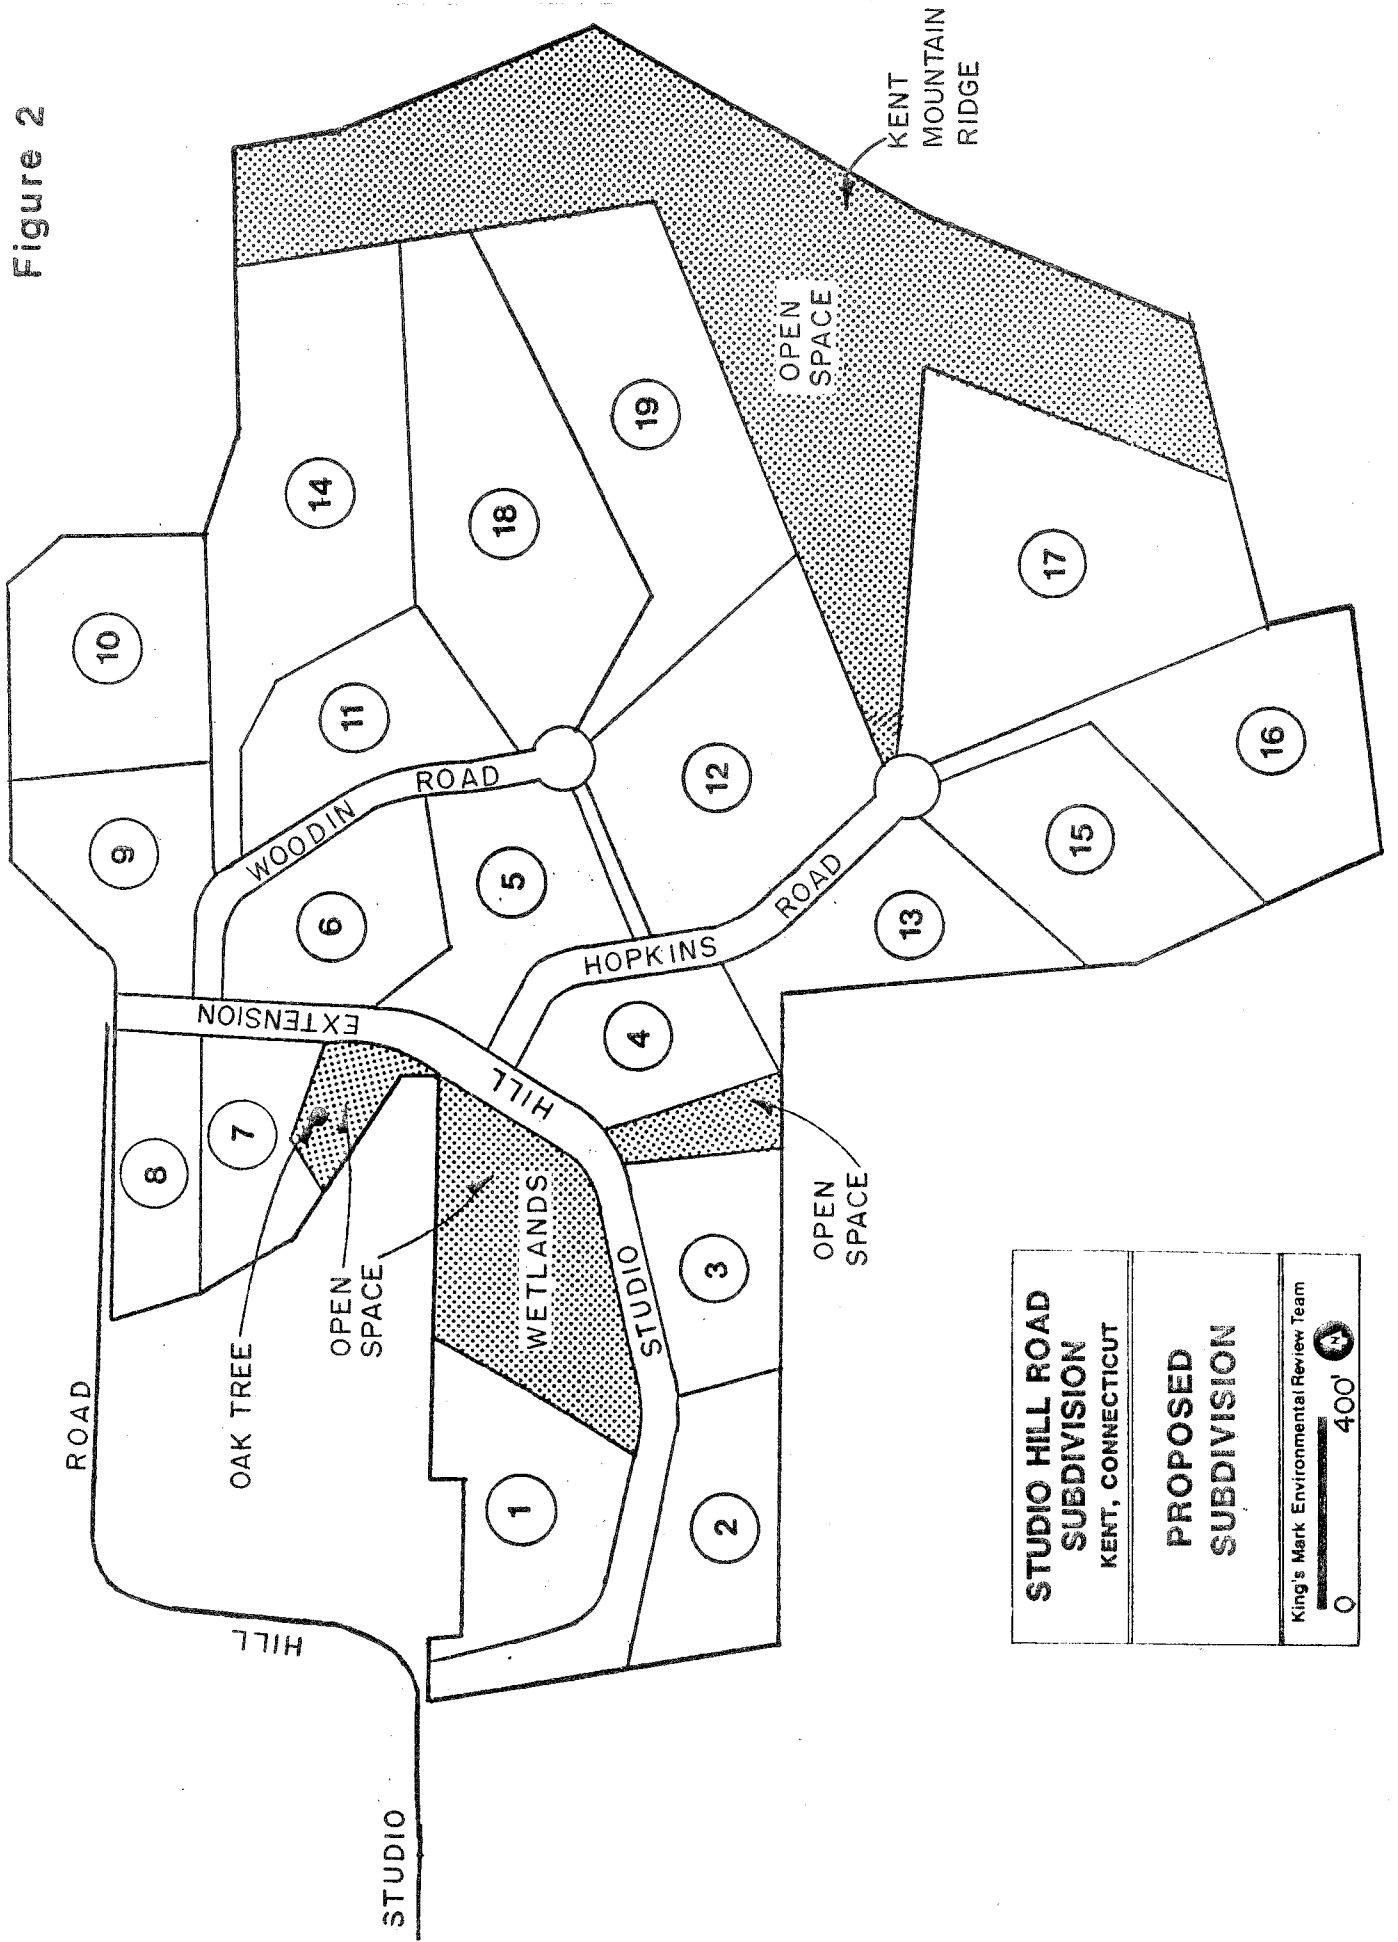 Figure 2
ROAD
HILL
STUDIO
10
9
8
7
14
11
WOODIN
ROAD
6
EXTENSION
OAK TREE
OPEN
SPACE
18
5
HILL
WETLANDS
1
19
HOPKINS
ROAD
4
STUDIO
12
3
2
OPEN
SPACE
KENT
MOUNTAIN
RIDGE
OPEN
SPACE
13
17
15
16
STUDIO HILL ROAD
SUBDIVISION
KENT, CONNECTICUT
PROPOSED
SUBDIVISION
King's Mark Environmental Review Team
0 400'
N